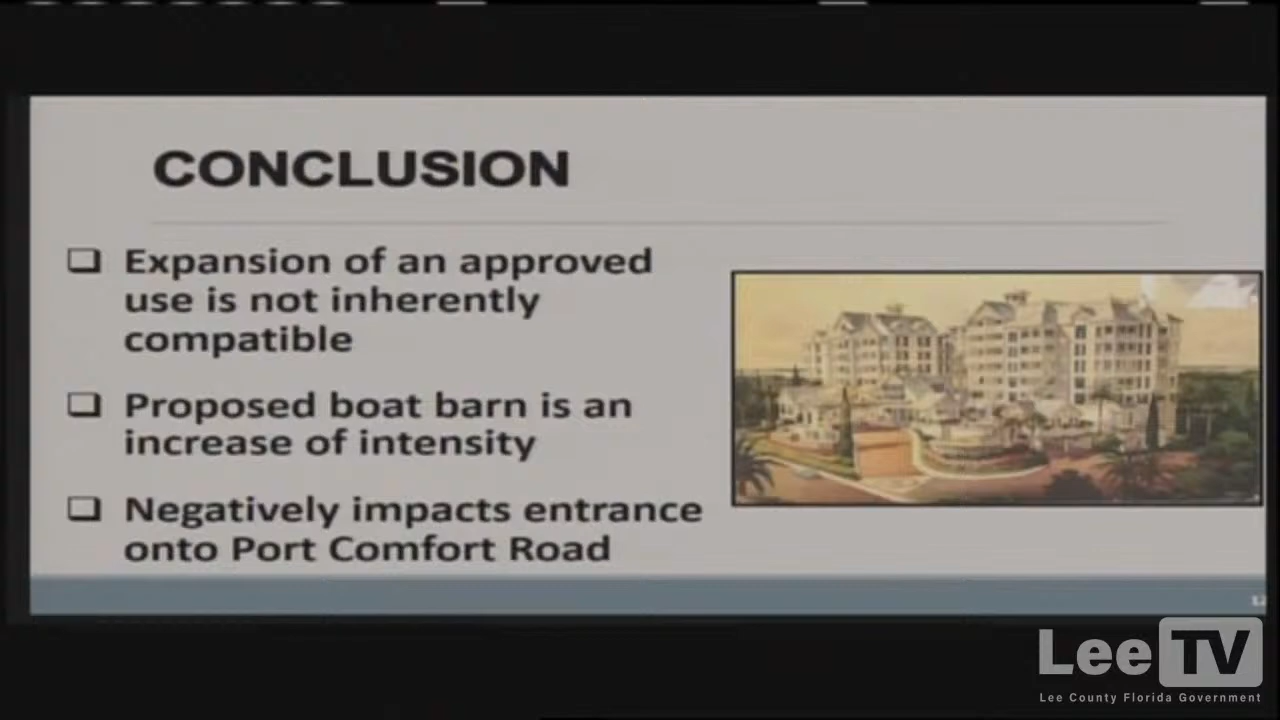 CONCLUSION
Expansion of an approved
use is not inherently
compatible
Proposed boat barn is an
increase of intensity
Negatively impacts entrance
onto Port Comfort Road
Lee TV
Lee County Florida Government